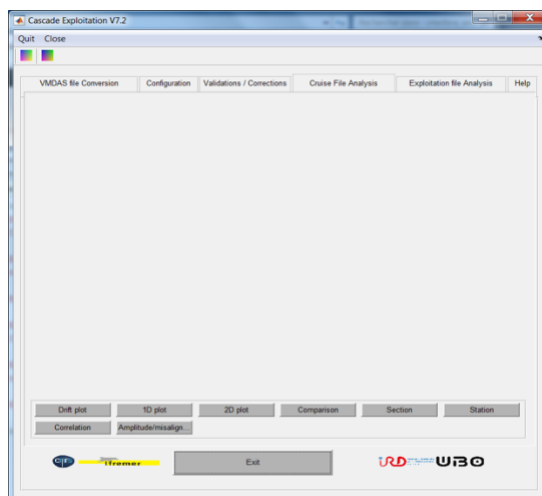 Cascade Exploitation V7.2
Quit Close
VMDAS file Conversion Configuration Validations / Corrections Cruise File Analysis Exploitation file Analysis Help
Drift plot 1D plot 2D plot Comparison Section Station
Correlation Amplitude/misalign...
Ifremer Exit IRD UBO